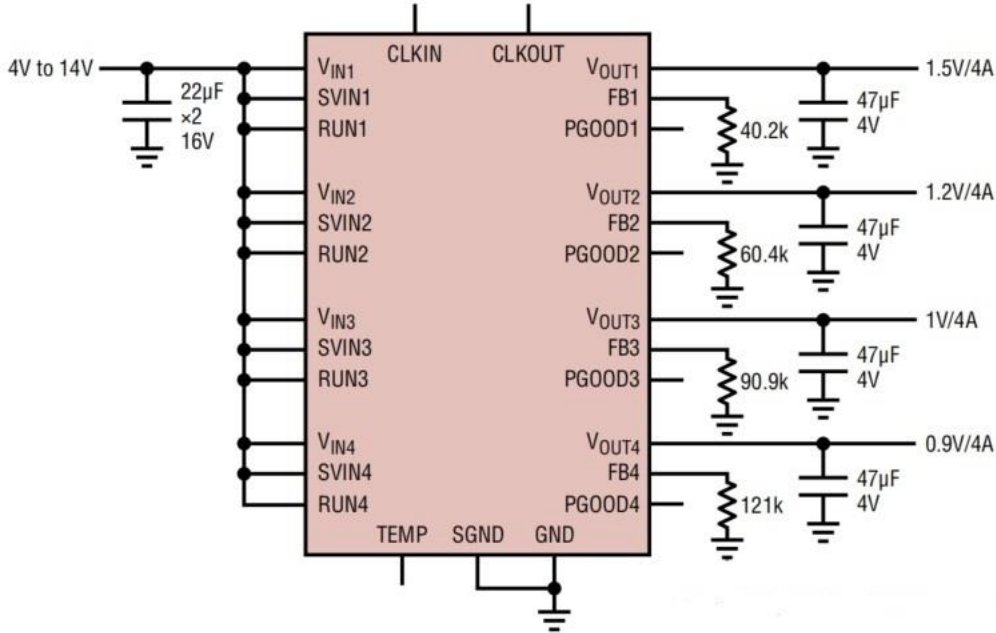 CLKIN
CLKOUT
4V to 14V
22µF
×2
16V
VIN1
SVIN1
RUN1
VIN2
SVIN2
RUN2
VIN3
SVIN3
RUN3
VIN4
SVIN4
RUN4
TEMP
SGND
GND
VOUT1
FB1
PGOOD1
VOUT2
FB2
PGOOD2
VOUT3
FB3
PGOOD3
VOUT4
FB4
PGOOD4
40.2k
47µF
4V
1.5V/4A
60.4k
47µF
4V
1.2V/4A
90.9k
47µF
4V
1V/4A
121k
47µF
4V
0.9V/4A